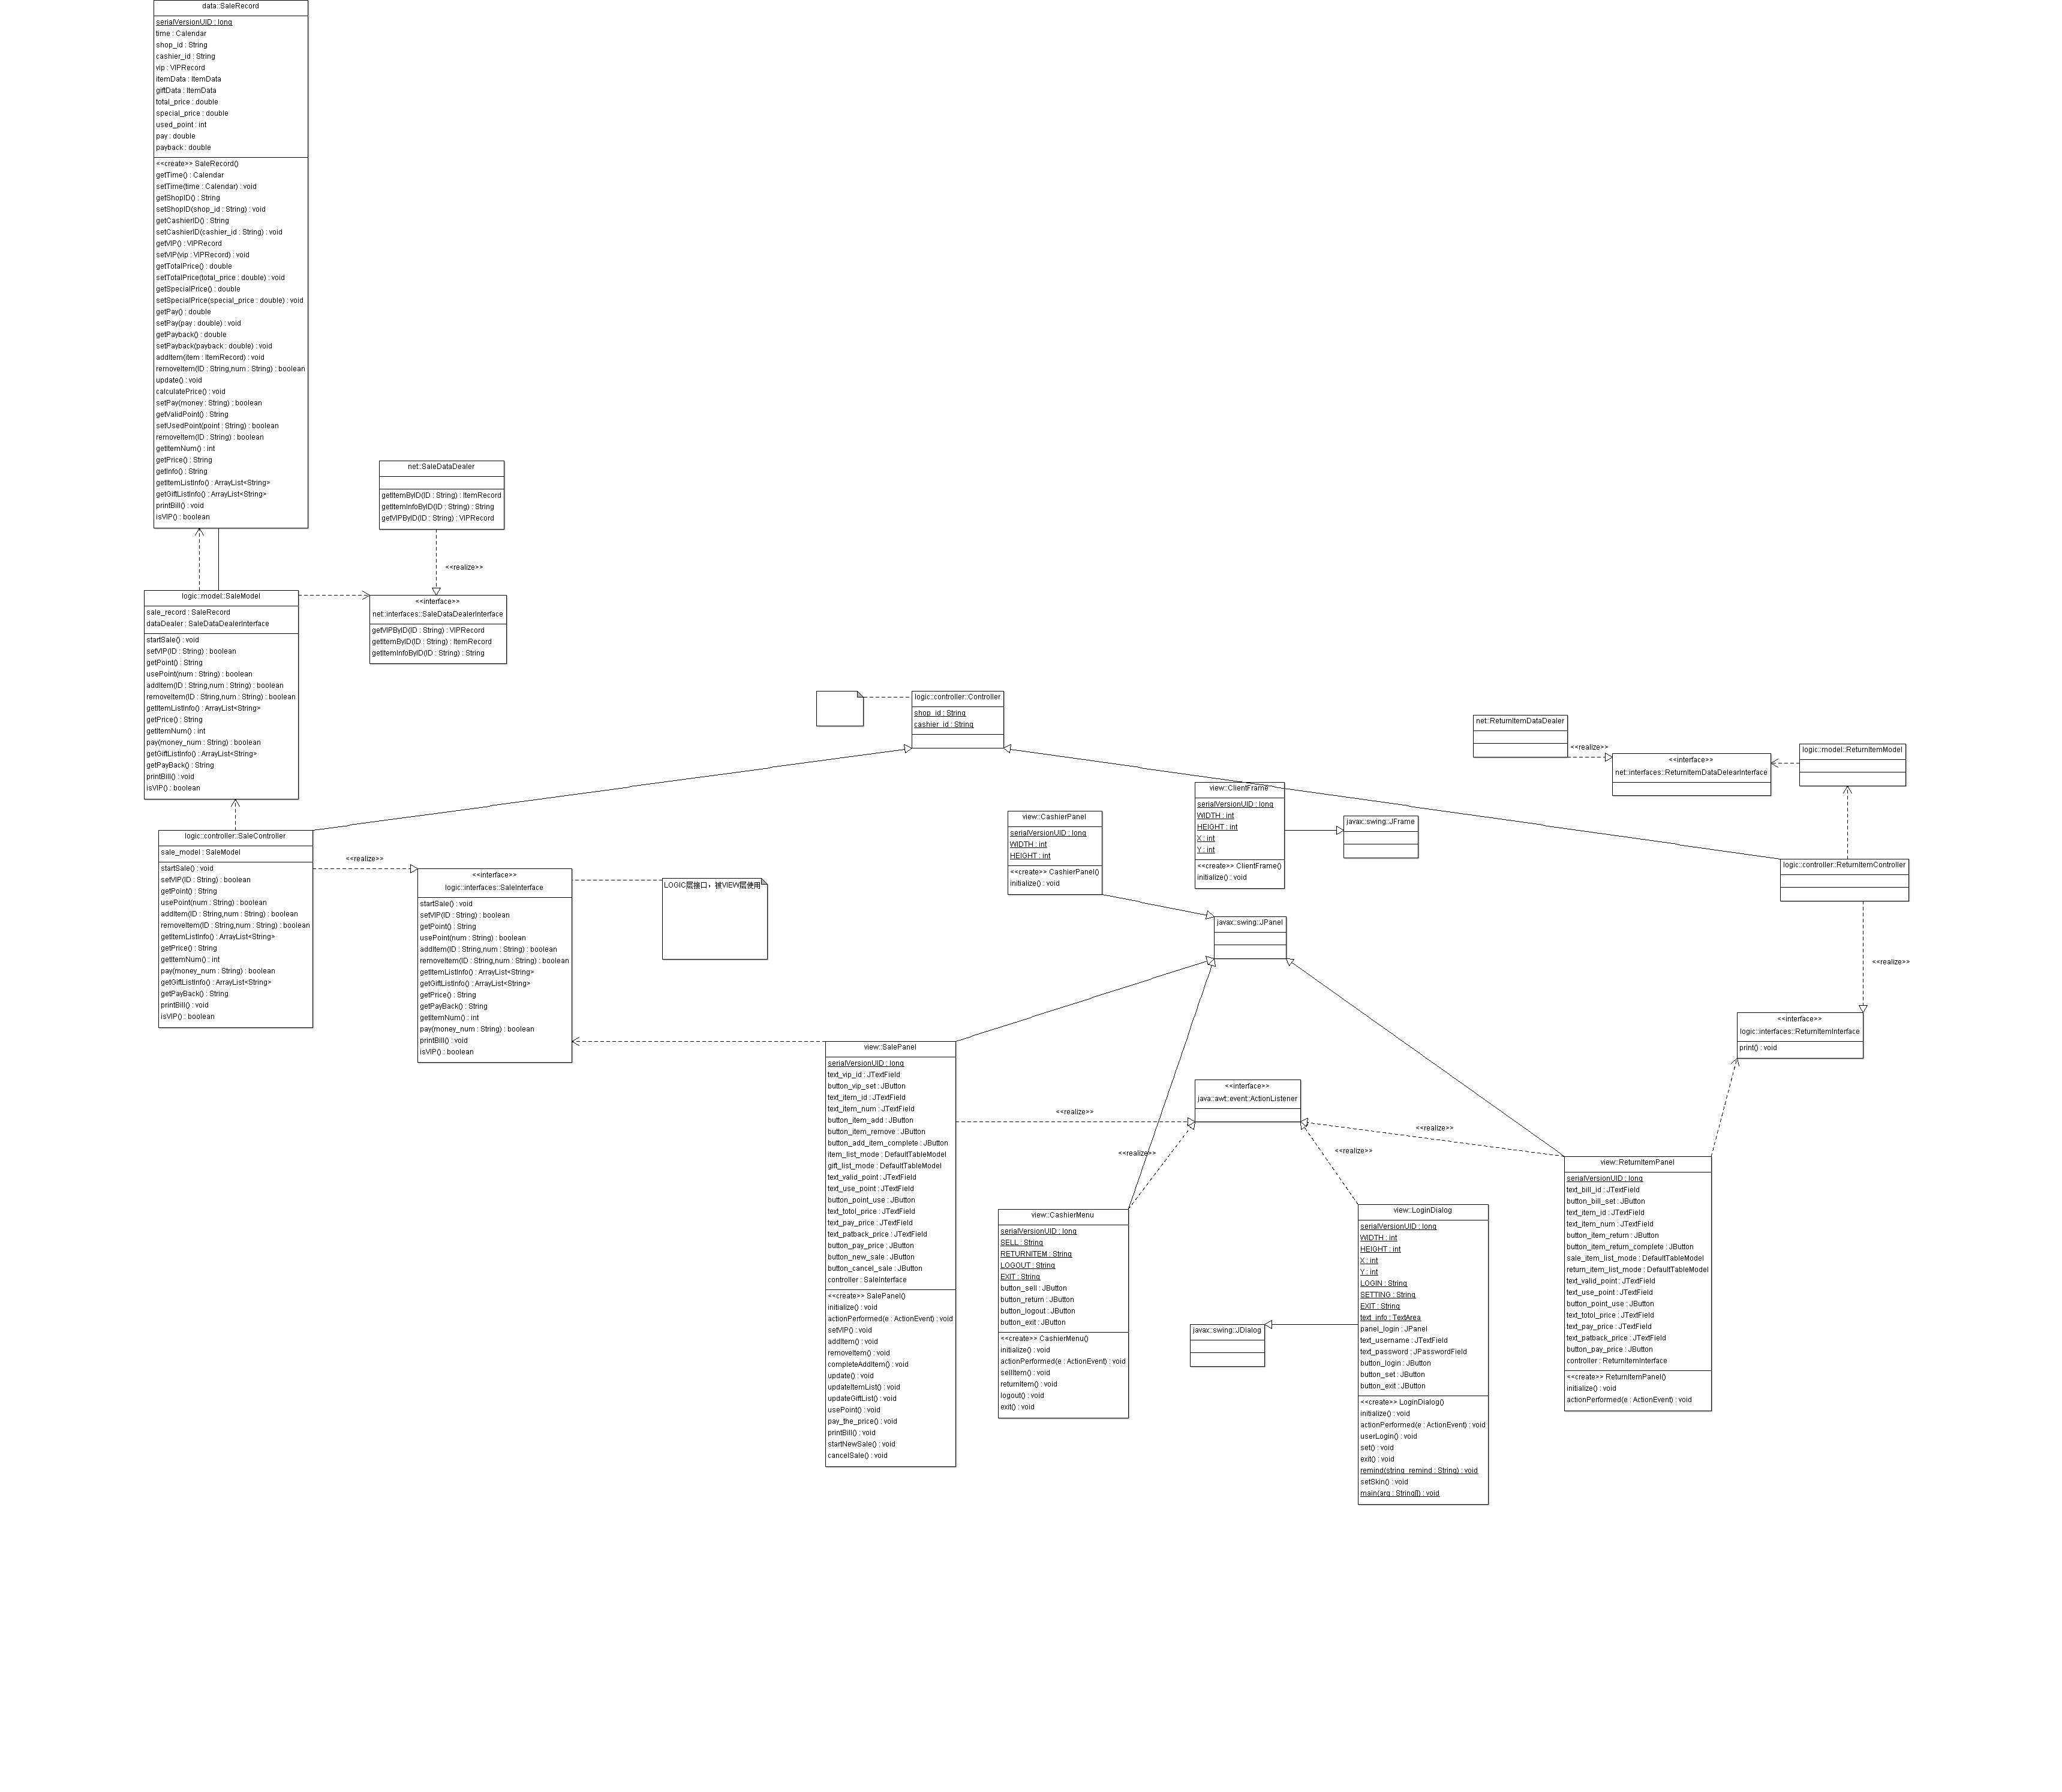 data::SaleRecord
serialVersionUID : long
time : Calendar
shop_id : String
cashier_id : String
vip : VIPRecord
itemData : ItemData
giftData : ItemData
total_price : double
special_price : double
used_point : int
pay : double
payback : double
<<create>> SaleRecord()
getTime() : Calendar
setTime(time : Calendar) : void
getShopID() : String
setShopID(shop_id : String) : void
getCashierID() : String
setCashierID(cashier_id : String) : void
getVIP() : VIPRecord
setVIP(vip : VIPRecord) : void
getTotalPrice() : double
setTotalPrice(total_price : double) : void
getSpecialPrice() : double
setSpecialPrice(special_price : double) : void
getPay() : double
setPay(pay : double) : void
getPayback() : double
setPayback(payback : double) : void
addItem(item : ItemRecord) : void
removeItem(ID : String,num : String) : boolean
update() : void
calculatePrice() : void
setPay(money : String) : boolean
getValidPoint() : String
setUsedPoint(point : String) : boolean
removeItem(ID : String) : boolean
getItemNum() : int
getPrice() : String
getInfo() : String
getItemListInfo() : ArrayList<String>
getGiftListInfo() : ArrayList<String>
printBill() : void
isVIP() : boolean
net::SaleDataDealer
getItemByID(ID : String) : ItemRecord
getItemInfoByID(ID : String) : String
getVIPByID(ID : String) : VIPRecord
<<realize>>
<<interface>>
net::interfaces::SaleDataDealerInterface
getVIPByID(ID : String) : VIPRecord
getItemByID(ID : String) : ItemRecord
getItemInfoByID(ID : String) : String
logic::model::SaleModel
sale_record : SaleRecord
dataDealer : SaleDataDealerInterface
startSale() : void
setVIP(ID : String) : boolean
getPoint() : String
usePoint(num : String) : boolean
addItem(ID : String,num : String) : boolean
removeItem(ID : String,num : String) : boolean
getItemListInfo() : ArrayList<String>
getPrice() : String
getItemNum() : int
pay(money_num : String) : boolean
getGiftListInfo() : ArrayList<String>
getPayBack() : String
printBill() : void
isVIP() : boolean
logic::controller::SaleController
sale_model : SaleModel
startSale() : void
setVIP(ID : String) : boolean
getPoint() : String
usePoint(num : String) : boolean
addItem(ID : String,num : String) : boolean
removeItem(ID : String,num : String) : boolean
getItemListInfo() : ArrayList<String>
getPrice() : String
getItemNum() : int
pay(money_num : String) : boolean
getGiftListInfo() : ArrayList<String>
getPayBack() : String
printBill() : void
isVIP() : boolean
<<realize>>
<<interface>>
logic::interfaces::SaleInterface
startSale() : void
setVIP(ID : String) : boolean
getPoint() : String
usePoint(num : String) : boolean
addItem(ID : String,num : String) : boolean
removeItem(ID : String,num : String) : boolean
getItemListInfo() : ArrayList<String>
getGiftListInfo() : ArrayList<String>
getPrice() : String
getPayBack() : String
getItemNum() : int
pay(money_num : String) : boolean
printBill() : void
isVIP() : boolean
LOGIC层接口，被VIEW层使用
logic::controller::Controller
shop_id : String
cashier_id : String
view::CashierPanel
serialVersionUID : long
WIDTH : int
HEIGHT : int
<<create>> CashierPanel()
initialize() : void
view::ClientFrame
serialVersionUID : long
WIDTH : int
HEIGHT : int
X : int
Y : int
<<create>> ClientFrame()
initialize() : void
javax::swing::JFrame
javax::swing::JPanel
net::ReturnItemDataDealer
<<realize>>
<<interface>>
net::interfaces::ReturnItemDataDelearInterface
logic::model::ReturnItemModel
logic::controller::ReturnItemController
<<realize>>
<<interface>>
logic::interfaces::ReturnItemInterface
print() : void
view::SalePanel
serialVersionUID : long
text_vip_id : JTextField
button_vip_set : JButton
text_item_id : JTextField
text_item_num : JTextField
button_item_add : JButton
button_item_remove : JButton
button_add_item_complete : JButton
item_list_mode : DefaultTableModel
gift_list_mode : DefaultTableModel
text_valid_point : JTextField
text_use_point : JTextField
button_point_use : JButton
text_totol_price : JTextField
text_pay_price : JTextField
text_patback_price : JTextField
button_pay_price : JButton
button_new_sale : JButton
button_cancel_sale : JButton
controller : SaleInterface
<<create>> SalePanel()
initialize() : void
actionPerformed(e : ActionEvent) : void
setVIP() : void
addItem() : void
removeItem() : void
completeAddItem() : void
update() : void
updateItemList() : void
updateGiftList() : void
usePoint() : void
pay_the_price() : void
printBill() : void
startNewSale() : void
cancelSale() : void
<<realize>>
<<interface>>
java::awt::event::ActionListener
<<realize>>
<<realize>>
<<realize>>
view::CashierMenu
serialVersionUID : long
SELL : String
RETURNITEM : String
LOGOUT : String
EXIT : String
button_sell : JButton
button_return : JButton
button_logout : JButton
button_exit : JButton
<<create>> CashierMenu()
initialize() : void
actionPerformed(e : ActionEvent) : void
sellItem() : void
returnItem() : void
logout() : void
exit() : void
javax::swing::JDialog
view::LoginDialog
serialVersionUID : long
WIDTH : int
HEIGHT : int
X : int
Y : int
LOGIN : String
SETTING : String
EXIT : String
text_info : TextArea
panel_login : JPanel
text_username : JTextField
text_password : JPasswordField
button_login : JButton
button_set : JButton
button_exit : JButton
<<create>> LoginDialog()
initialize() : void
actionPerformed(e : ActionEvent) : void
userLogin() : void
set() : void
exit() : void
remind(string_remind : String) : void
setSkin() : void
main(arg : String[]) : void
view::ReturnItemPanel
serialVersionUID : long
text_bill_id : JTextField
button_bill_set : JButton
text_item_id : JTextField
text_item_num : JTextField
button_item_return : JButton
button_item_return_complete : JButton
sale_item_list_mode : DefaultTableModel
return_item_list_mode : DefaultTableModel
text_valid_point : JTextField
text_use_point : JTextField
button_point_use : JButton
text_totol_price : JTextField
text_pay_price : JTextField
text_patback_price : JTextField
button_pay_price : JButton
controller : ReturnItemInterface
<<create>> ReturnItemPanel()
initialize() : void
actionPerformed(e : ActionEvent) : void